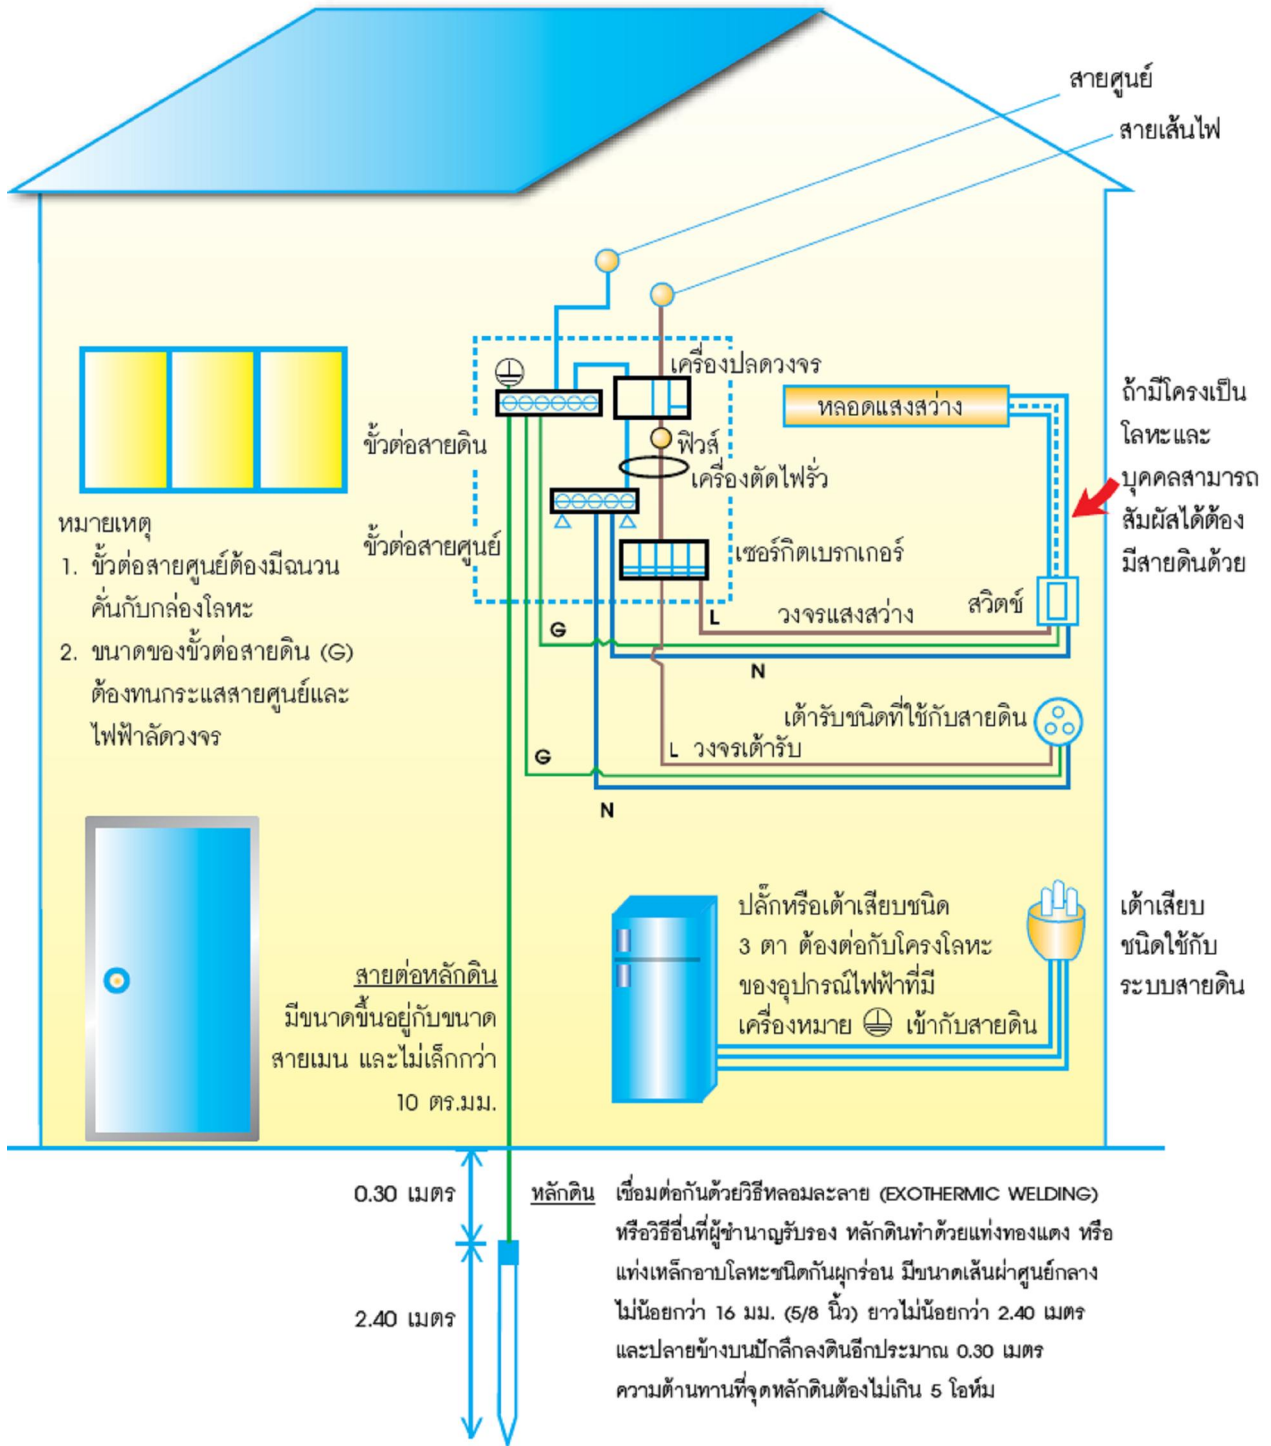 สายศูนย์
สายเส้นไฟ
เครื่องปลดวงจร
หลอดแสงสว่าง
ถ้ามีโครงเป็น
โลหะและ
บุคคลสามารถ
สัมผัสได้ต้อง
มีสายดินด้วย
ขั้วต่อสายดิน
ฟิวส์
เครื่องตัดไฟรั่ว
ขั้วต่อสายศูนย์
เซอร์กิตเบรกเกอร์
หมายเหตุ
1. ขั้วต่อสายศูนย์ต้องมีฉนวน
คั่นกับกล่องโลหะ
2. ขนาดของขั้วต่อสายดิน (G)
ต้องทนกระแสสายศูนย์และ
ไฟฟ้าลัดวงจร
L วงจรแสงสว่าง
สวิตช์
G
N
เต้ารับชนิดที่ใช้กับสายดิน
L วงจรเต้ารับ
G
N
ปลั๊กหรือเต้าเสียบชนิด
3 ตา ต้องต่อกับโครงโลหะ
ของอุปกรณ์ไฟฟ้าที่มี
เครื่องหมาย เข้ากับสายดิน
เต้าเสียบ
ชนิดใช้กับ
ระบบสายดิน
สายต่อหลักดิน
มีขนาดขึ้นอยู่กับขนาด
สายเมน และไม่เล็กกว่า
10 ตร.มม.
0.30 เมตร
2.40 เมตร
หลักดิน เชื่อมต่อกันด้วยวิธีหลอมละลาย (EXOTHERMIC WELDING)
หรือวิธีอื่นที่ผู้ชำนาญรับรอง หลักดินทำด้วยแท่งทองแดง หรือ
แท่งเหล็กอาบโลหะชนิดกันผุกร่อน มีขนาดเส้นผ่าศูนย์กลาง
ไม่น้อยกว่า 16 มม. (5/8 นิ้ว) ยาวไม่น้อยกว่า 2.40 เมตร
และปลายข้างบนปักลึกลงดินอีกประมาณ 0.30 เมตร
ความต้านทานที่จุดหลักดินต้องไม่เกิน 5 โอห์ม